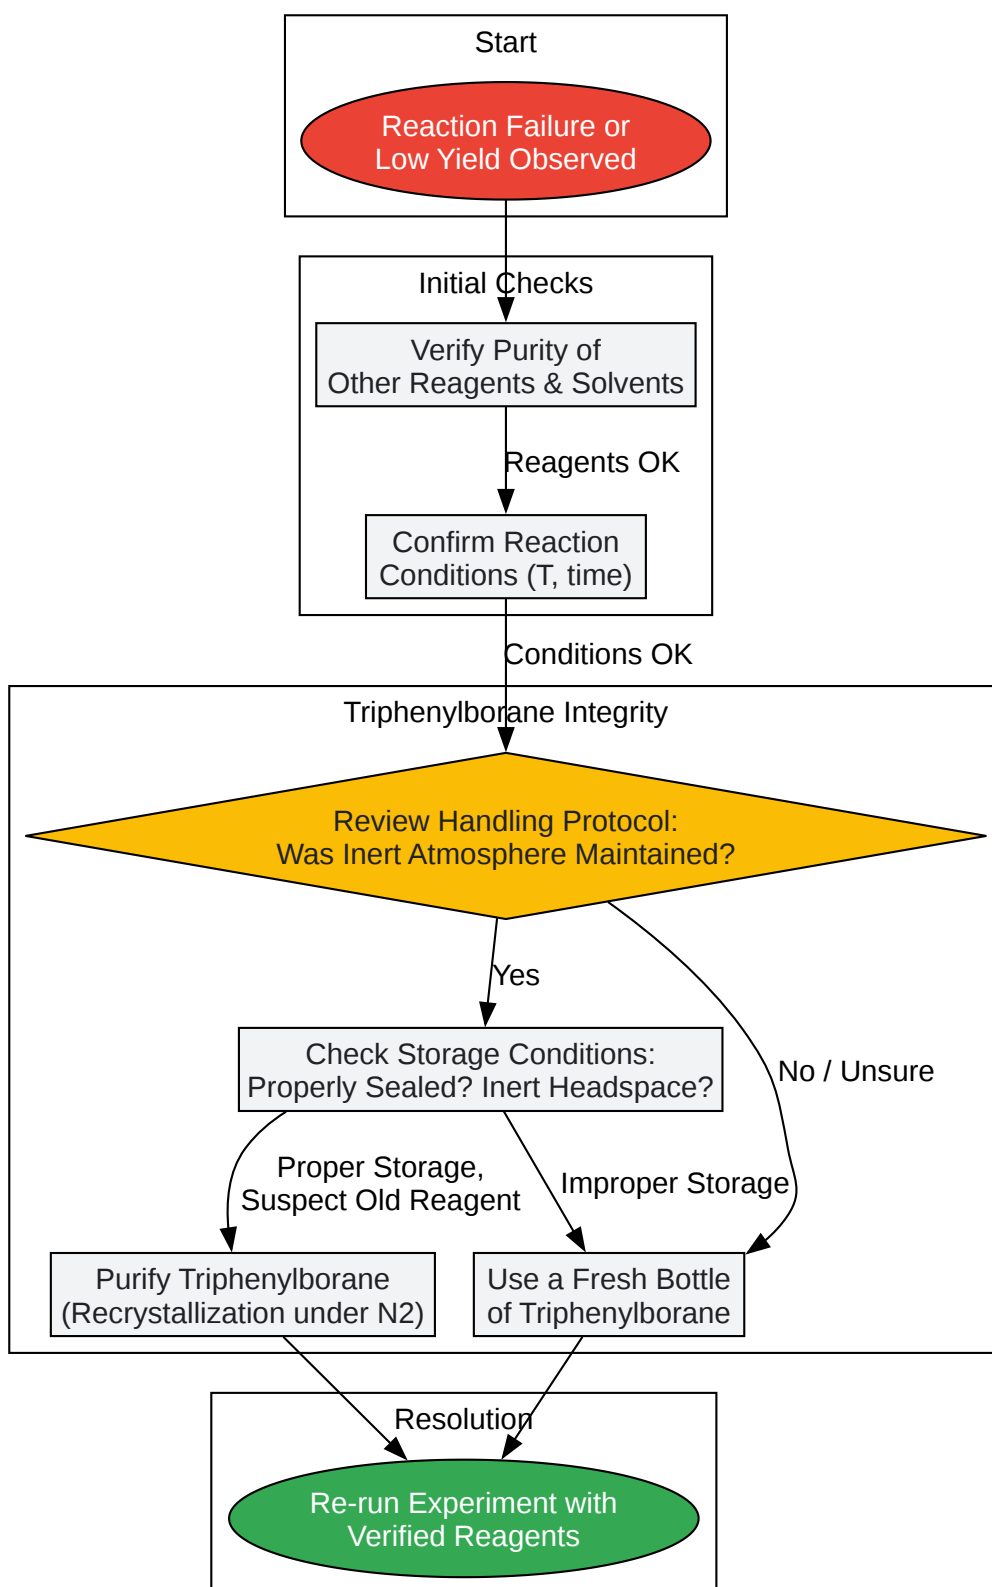 Start
Reaction Failure or
Low Yield Observed
Initial Checks
Verify Purity of
Other Reagents & Solvents
Reagents OK
Confirm Reaction
Conditions (T, time)
Conditions OK
Triphenylborane Integrity
Review Handling Protocol:
Was Inert Atmosphere Maintained?
Yes
Check Storage Conditions:
Properly Sealed? Inert Headspace?
No / Unsure
Proper Storage,
Suspect Old Reagent
Improper Storage
Purify Triphenylborane
(Recrystallization under N2)
Use a Fresh Bottle
of Triphenylborane
Resolution
Re-run Experiment with
Verified Reagents